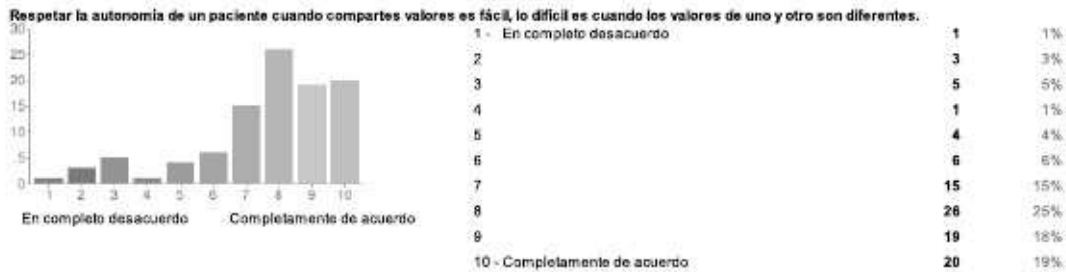 Respetar la autonomía de un paciente cuando compartes valores es fácil, lo difícil es cuando los valores de uno y otro son diferentes.
30
25
20
15
10
5
0
1 2 3 4 5 6 7 8 9 10
En completo desacuerdo Completamente de acuerdo
1 - En completo desacuerdo 1 1%
2 3 3%
3 5 5%
4 1 1%
5 4 4%
6 6 6%
7 15 15%
8 26 25%
9 19 18%
10 - Completamente de acuerdo 20 19%